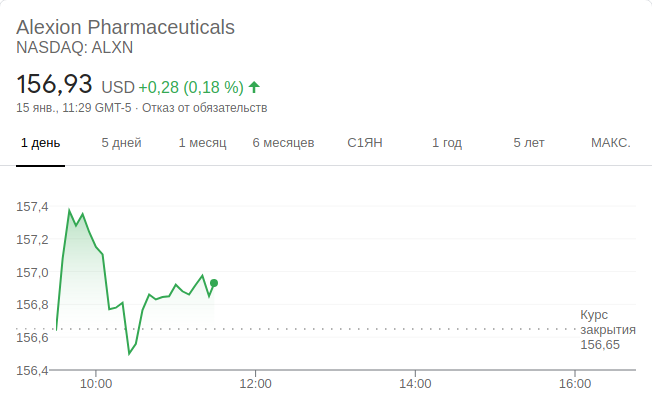 Alexion Pharmaceuticals
NASDAQ: ALXN
156,93 USD +0,28 (0,18 %)
15 янв., 11:29 GMT-5 · Отказ от обязательств
1 день 5 дней 1 месяц 6 месяцев С1ЯН 1 год 5 лет МАКС.
157,4
157,2
157,0
156,8
156,6
156,4
Курс
закрытия
156,65
10:00 12:00 14:00 16:00